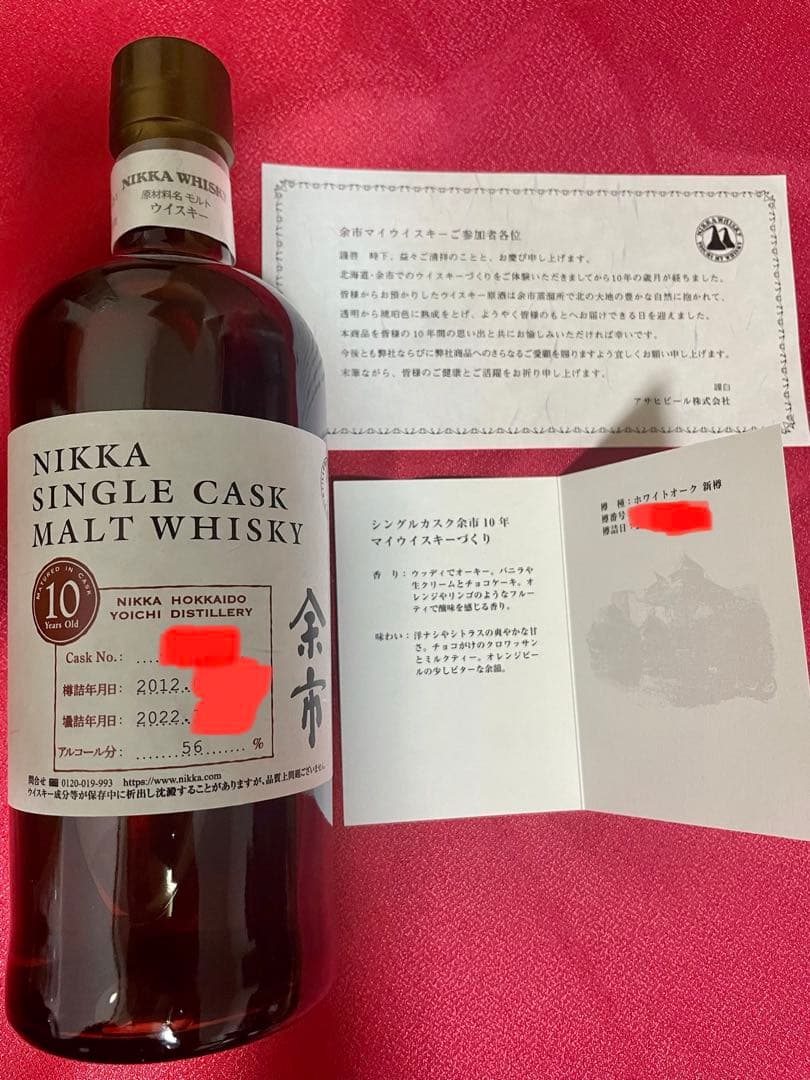 NIKKA WHISKY
原材料名 モルト
ウイスキー
NIKKA
SINGLE CASK
MALT WHISKY
MATURED IN CASK
10
Years Old
NIKKA HOKKAIDO
YOICHI DISTILLERY
余市
Cask No.: ....
樽詰年月日: 2012.
壜詰年月日: 2022.
アルコール分: ......56...... %
問合せ 0120-019-993 https://www.nikka.com
ウイスキー成分等が保存中に析出し沈澱することがありますが、品質上問題ございません。
NIKKA WHISKY
余市マイウイスキーご参加者各位
謹啓 時下、益々ご清祥のことと、お慶び申し上げます。
北海道・余市でのウイスキーづくりをご体験いただきましてから10年の歳月が経ちました。
皆様からお預かりしたウイスキー原酒は余市蒸溜所で北の大地の豊かな自然に抱かれて、
透明から琥珀色に熟成をとげ、ようやく皆様のもとへお届けできる日を迎えました。
本商品を皆様の10年間の思い出と共にお愉しみいただければ幸いです。
今後とも弊社ならびに弊社商品へのさらなるご愛顧を賜りますよう宜しくお願い申し上げます。
末筆ながら、皆様のご健康とご活躍をお祈り申し上げます。
謹白
アサヒビール株式会社
シングルカスク余市10年
マイウイスキーづくり
香り：ウッディでオーキー。バニラや
生クリームとチョコケーキ。オ
レンジやリンゴのようなフルー
ティで酸味を感じる香り。
味わい：洋ナシやシトラスの爽やかな甘
さ。チョコがけのクロワッサン
とミルクティー。オレンジピー
ルの少しビターな余韻。
樽 種：ホワイトオーク 新樽
樽番号
樽詰日：